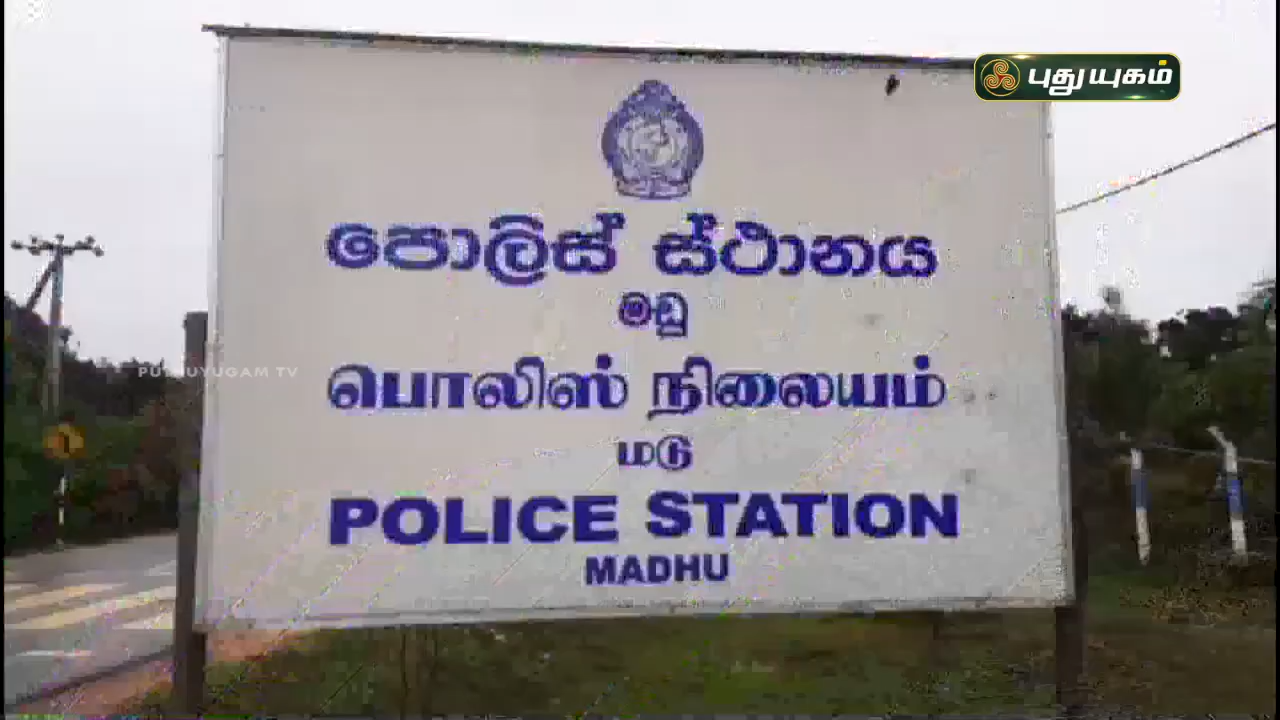 புதுயுகம்
පොලිස් ස්ථානය
මඩු
PUTHUYUGAM TV
பொலிஸ் நிலையம்
மடு
POLICE STATION
MADHU